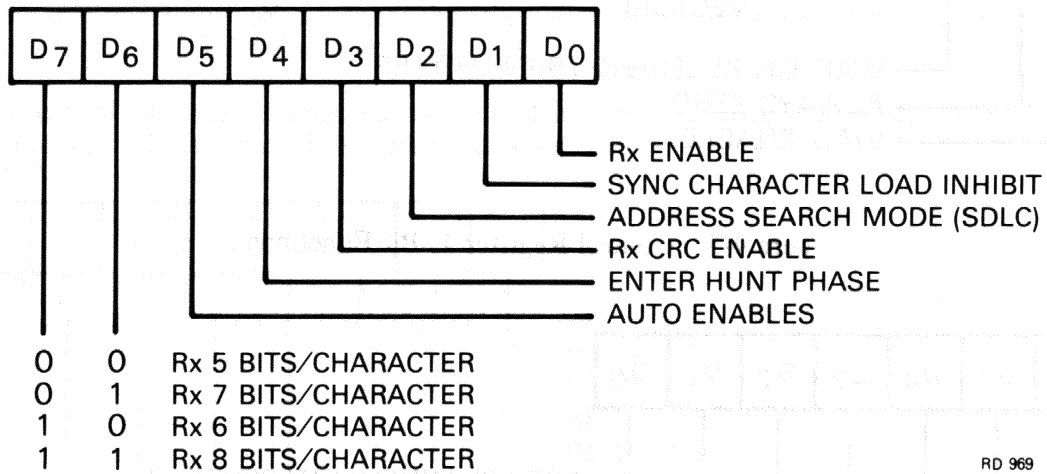 D7 D6 D5 D4 D3 D2 D1 D0
Rx ENABLE
SYNC CHARACTER LOAD INHIBIT
ADDRESS SEARCH MODE (SDLC)
Rx CRC ENABLE
ENTER HUNT PHASE
AUTO ENABLES
0 0 Rx 5 BITS/CHARACTER
0 1 Rx 7 BITS/CHARACTER
1 0 Rx 6 BITS/CHARACTER
1 1 Rx 8 BITS/CHARACTER
RD 969